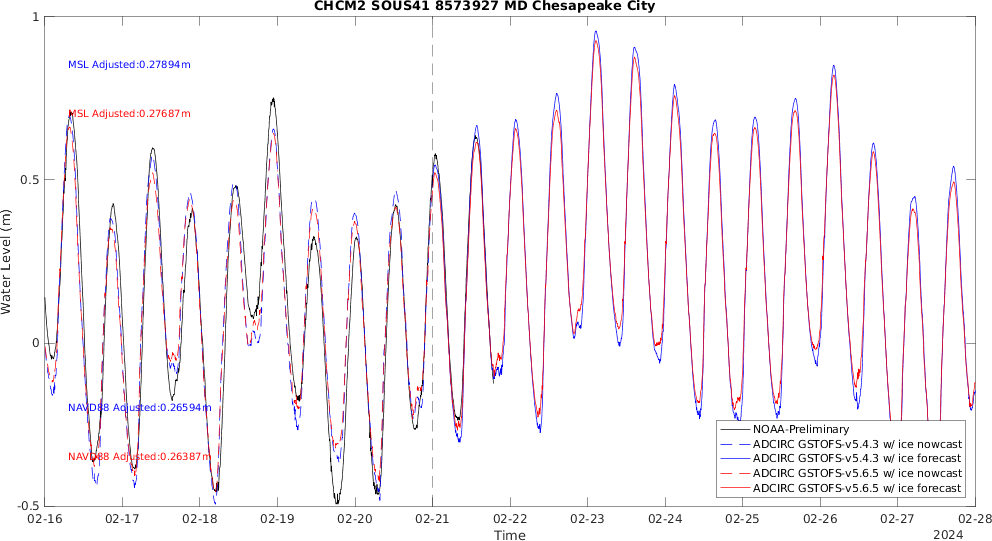 CHCM2 SOUS41 8573927 MD Chesapeake City
1
0.5
0
-0.5
Water Level (m)
MSL Adjusted:0.27894m
MSL Adjusted:0.27687m
NAVD88 Adjusted:0.26594m
NAVD88 Adjusted:0.26387m
NOAA-Preliminary
ADCIRC GSTOFS-v5.4.3 w/ ice nowcast
ADCIRC GSTOFS-v5.4.3 w/ ice forecast
ADCIRC GSTOFS-v5.6.5 w/ ice nowcast
ADCIRC GSTOFS-v5.6.5 w/ ice forecast
02-16 02-17 02-18 02-19 02-20 02-21 02-22 02-23 02-24 02-25 02-26 02-27 02-28
Time
2024